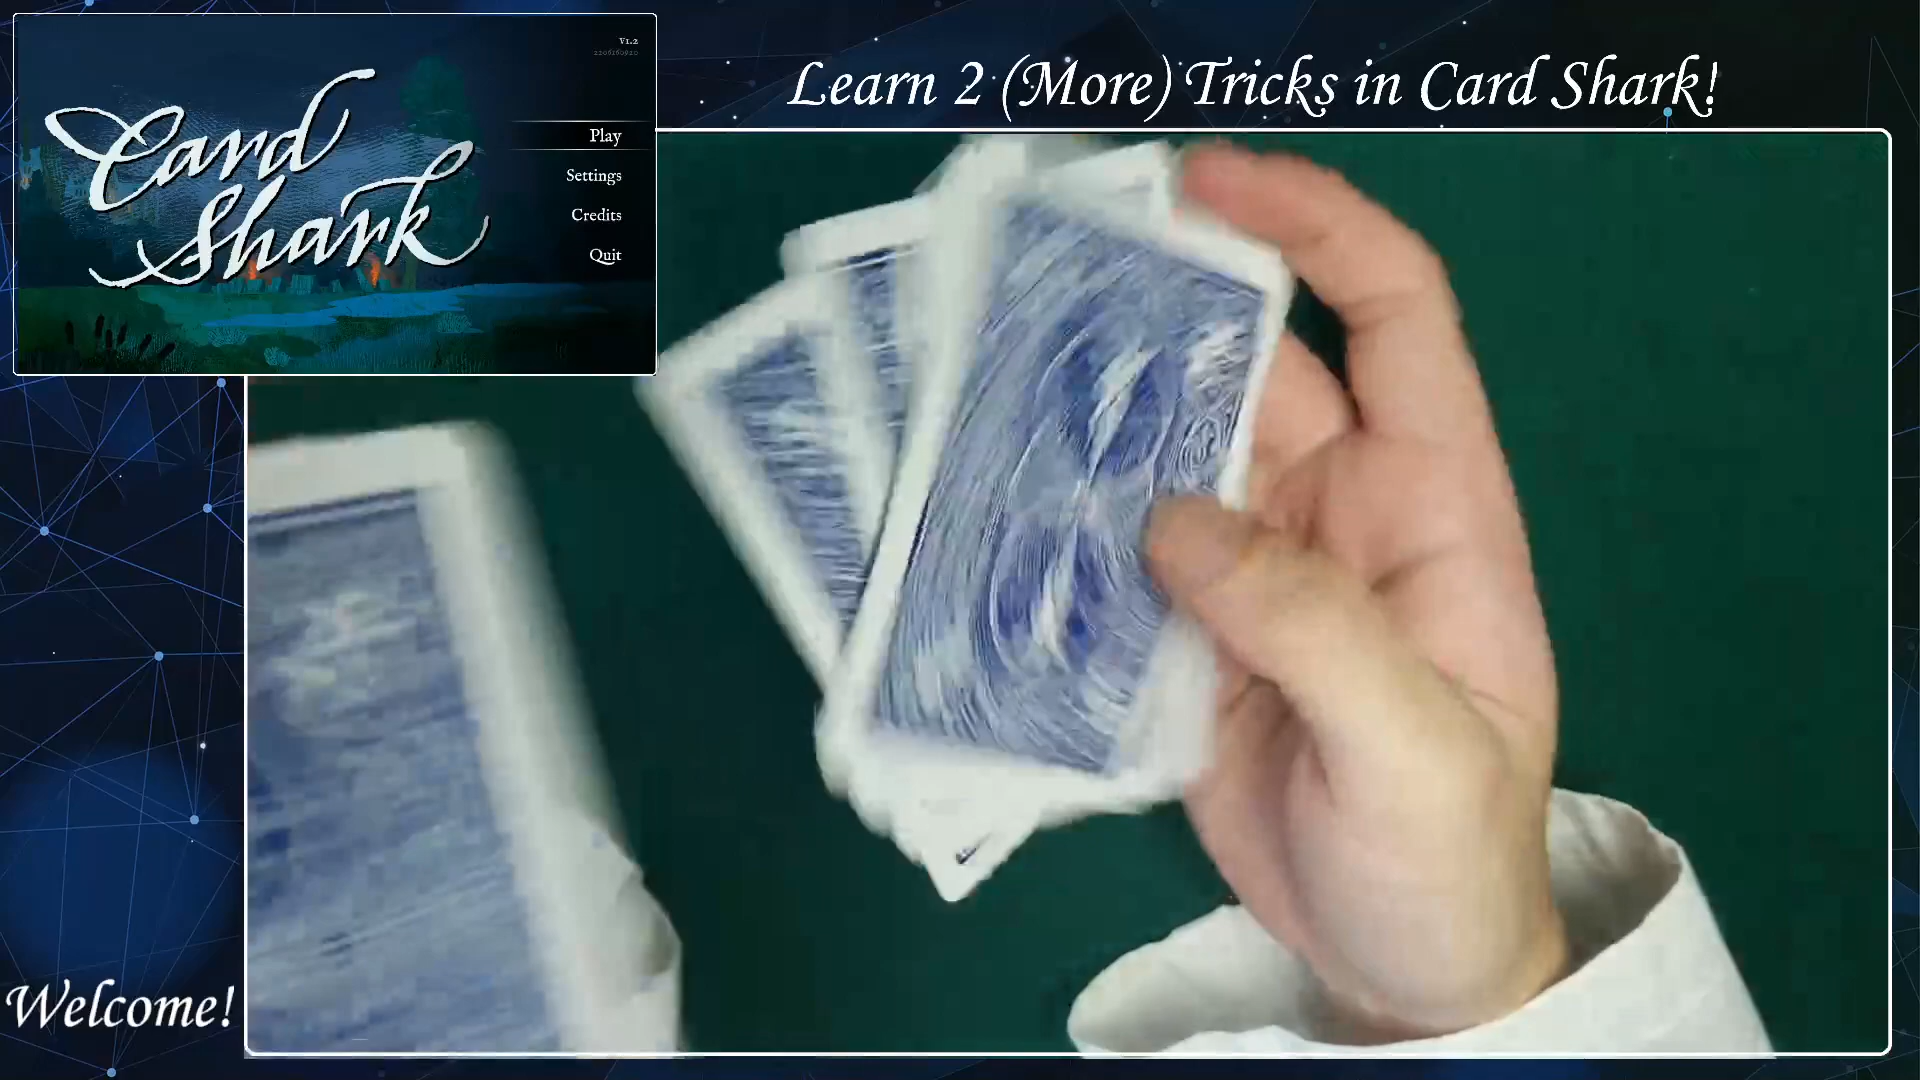 Learn 2 (More) Tricks in Card Shark!
V1.2
Card
Shark
Play
Settings
Credits
Quit
Welcome!